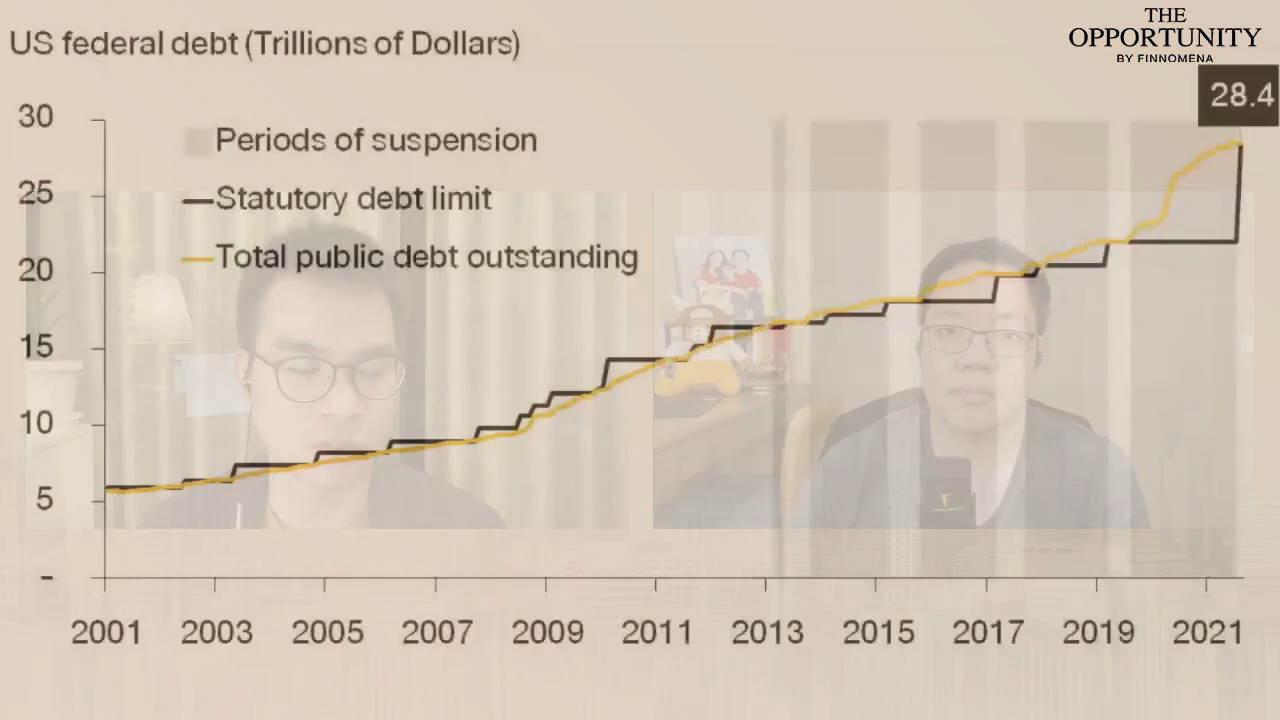 US federal debt (Trillions of Dollars)
THE
OPPORTUNITY
BY FINNOMENA
28.4
30
25
20
15
10
5
-
Periods of suspension
Statutory debt limit
Total public debt outstanding
2001 2003 2005 2007 2009 2011 2013 2015 2017 2019 2021